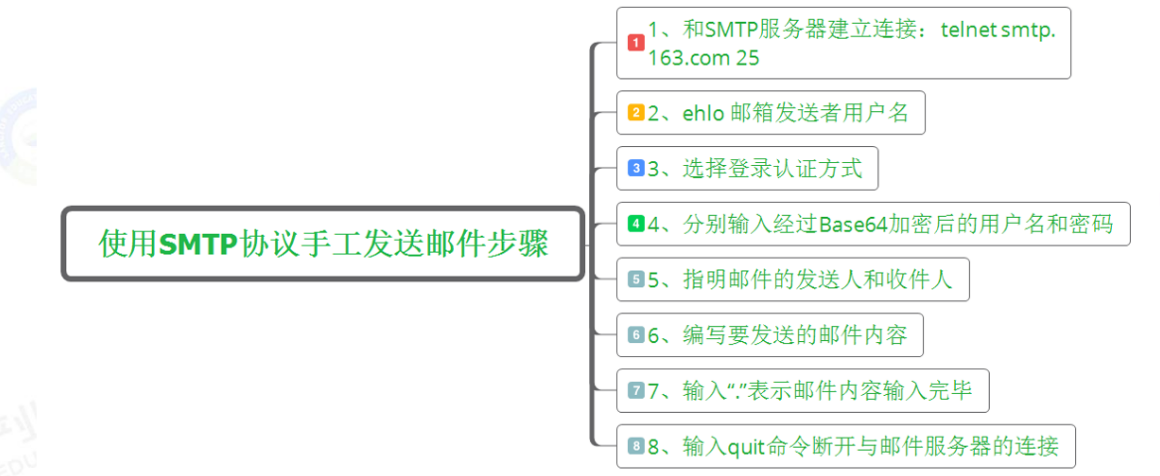 使用SMTP协议手工发送邮件步骤
1 1、和SMTP服务器建立连接：telnet smtp.
163.com 25
2 2、ehlo 邮箱发送者用户名
3 3、选择登录认证方式
4 4、分别输入经过Base64加密后的用户名和密码
5 5、指明邮件的发送人和收件人
6 6、编写要发送的邮件内容
7 7、输入“.”表示邮件内容输入完毕
8 8、输入quit命令断开与邮件服务器的连接